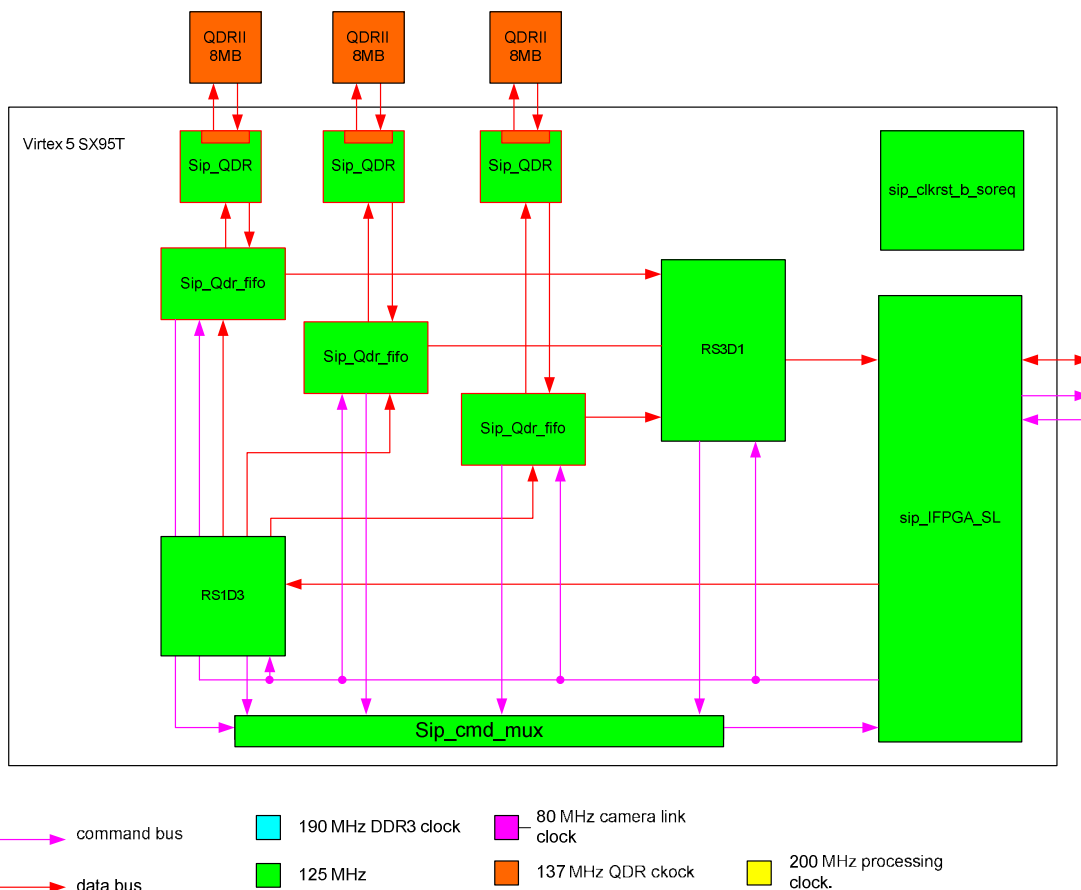 QDRII
8MB
QDRII
8MB
QDRII
8MB
Virtex 5 SX95T
Sip_QDR
Sip_QDR
Sip_QDR
sip_clkrst_b_soreq
Sip_Qdr_fifo
Sip_Qdr_fifo
RS3D1
Sip_Qdr_fifo
sip_IFPGA_SL
RS1D3
Sip_cmd_mux
command bus
190 MHz DDR3 clock
80 MHz camera link
clock
data bus
125 MHz
137 MHz QDR ckock
200 MHz processing
clock.